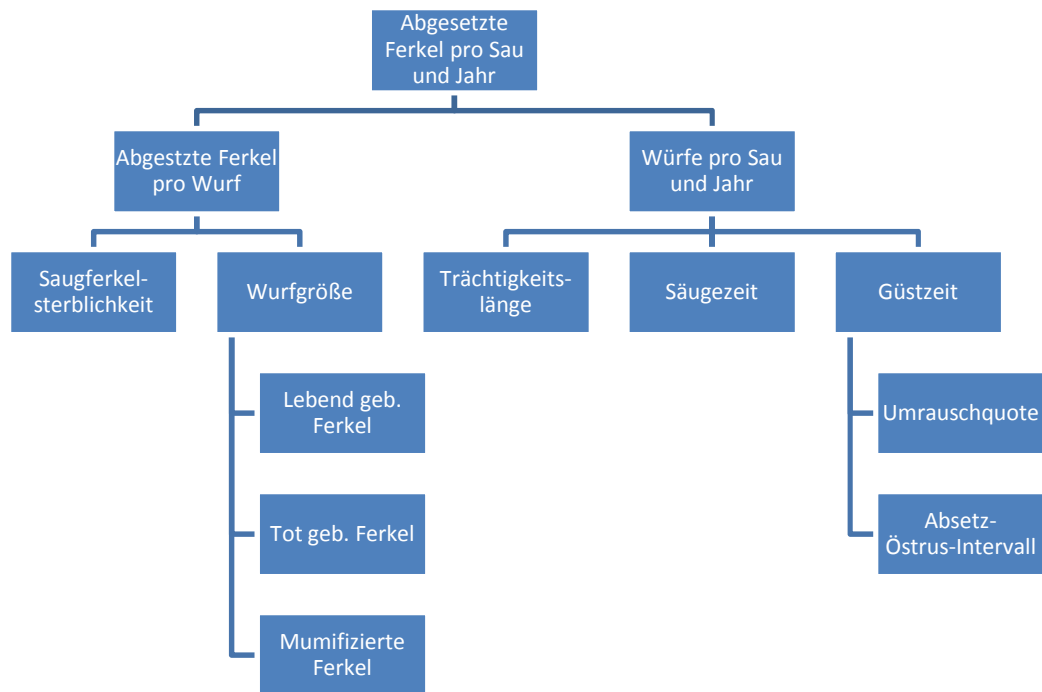 Abgesetzte
Ferkel pro Sau
und Jahr
Abgestzte Ferkel
pro Wurf
Würfe pro Sau
und Jahr
Saugferkel-
sterblichkeit
Wurfgröße
Trächtigkeits-
länge
Säugezeit
Güstzeit
Lebend geb.
Ferkel
Umrauschquote
Tot geb. Ferkel
Absetz-
Östrus-Intervall
Mumifizierte
Ferkel